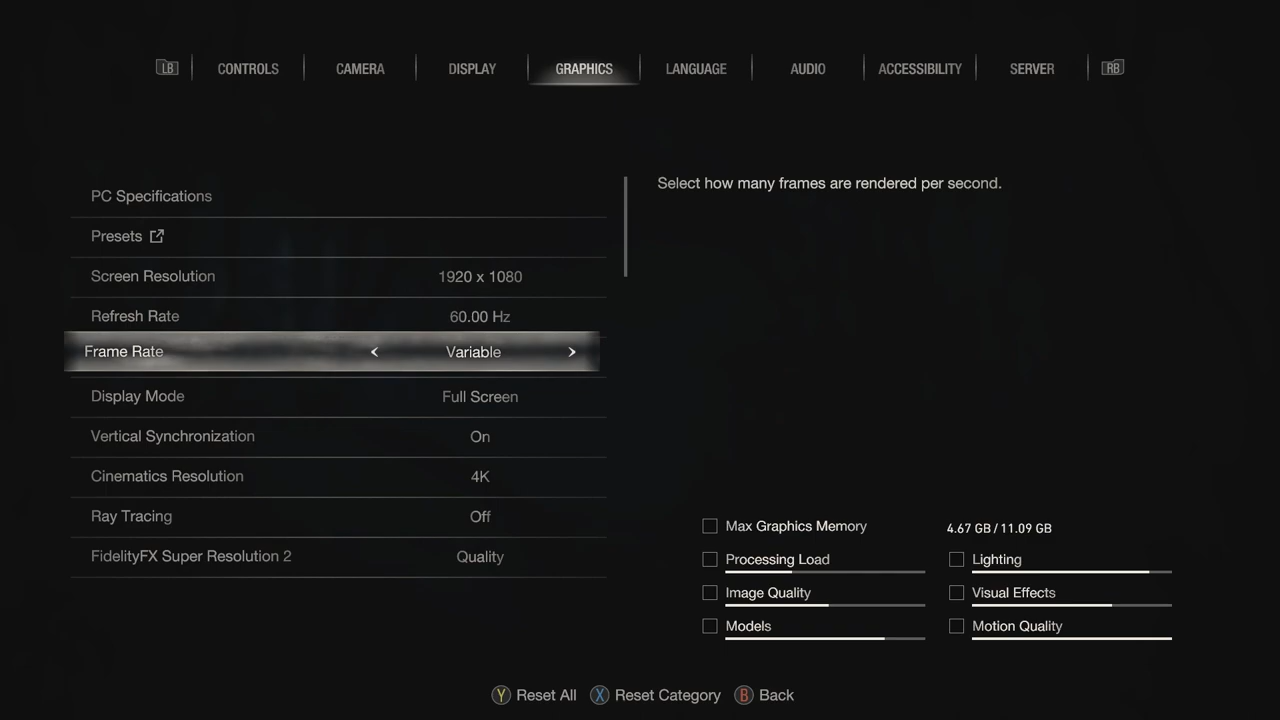 LB CONTROLS CAMERA DISPLAY GRAPHICS LANGUAGE AUDIO ACCESSIBILITY SERVER RB
PC Specifications
Presets
Screen Resolution 1920 x 1080
Refresh Rate 60.00 Hz
Frame Rate Variable
Display Mode Full Screen
Vertical Synchronization On
Cinematics Resolution 4K
Ray Tracing Off
FidelityFX Super Resolution 2 Quality
Select how many frames are rendered per second.
Max Graphics Memory 4.67 GB / 11.09 GB
Processing Load Lighting
Image Quality Visual Effects
Models Motion Quality
Y Reset All X Reset Category B Back